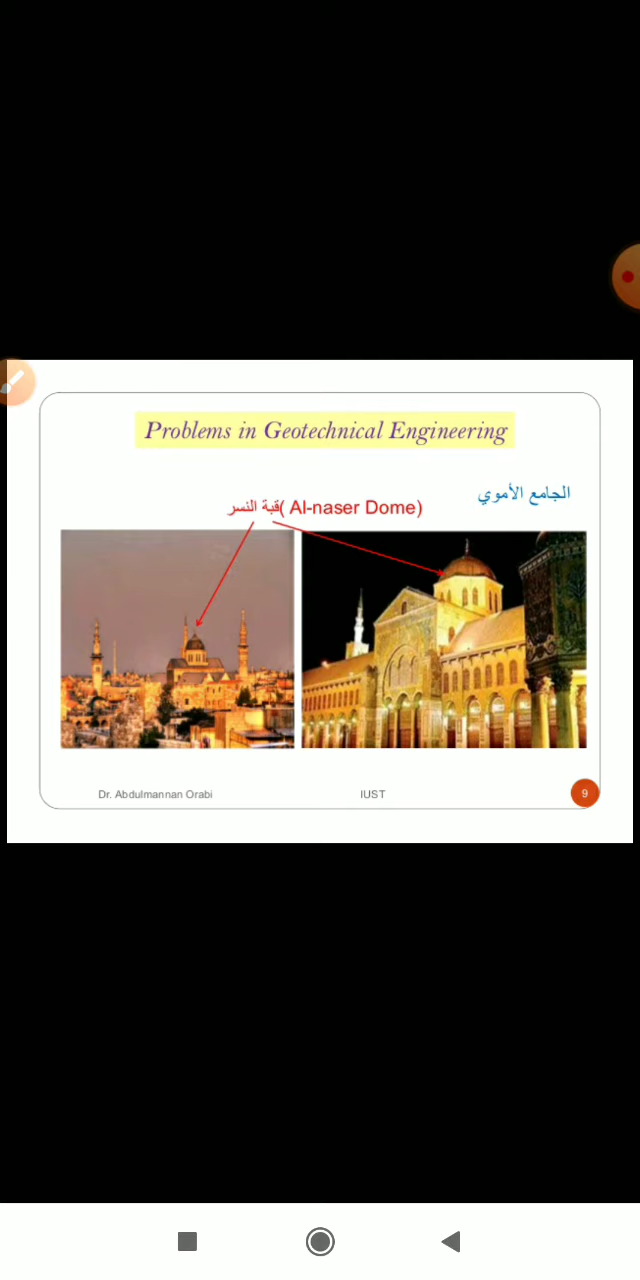 Problems in Geotechnical Engineering
الجامع الأموي
قبة النسر( Al-naser Dome)
Dr. Abdulmannan Orabi
IUST
9